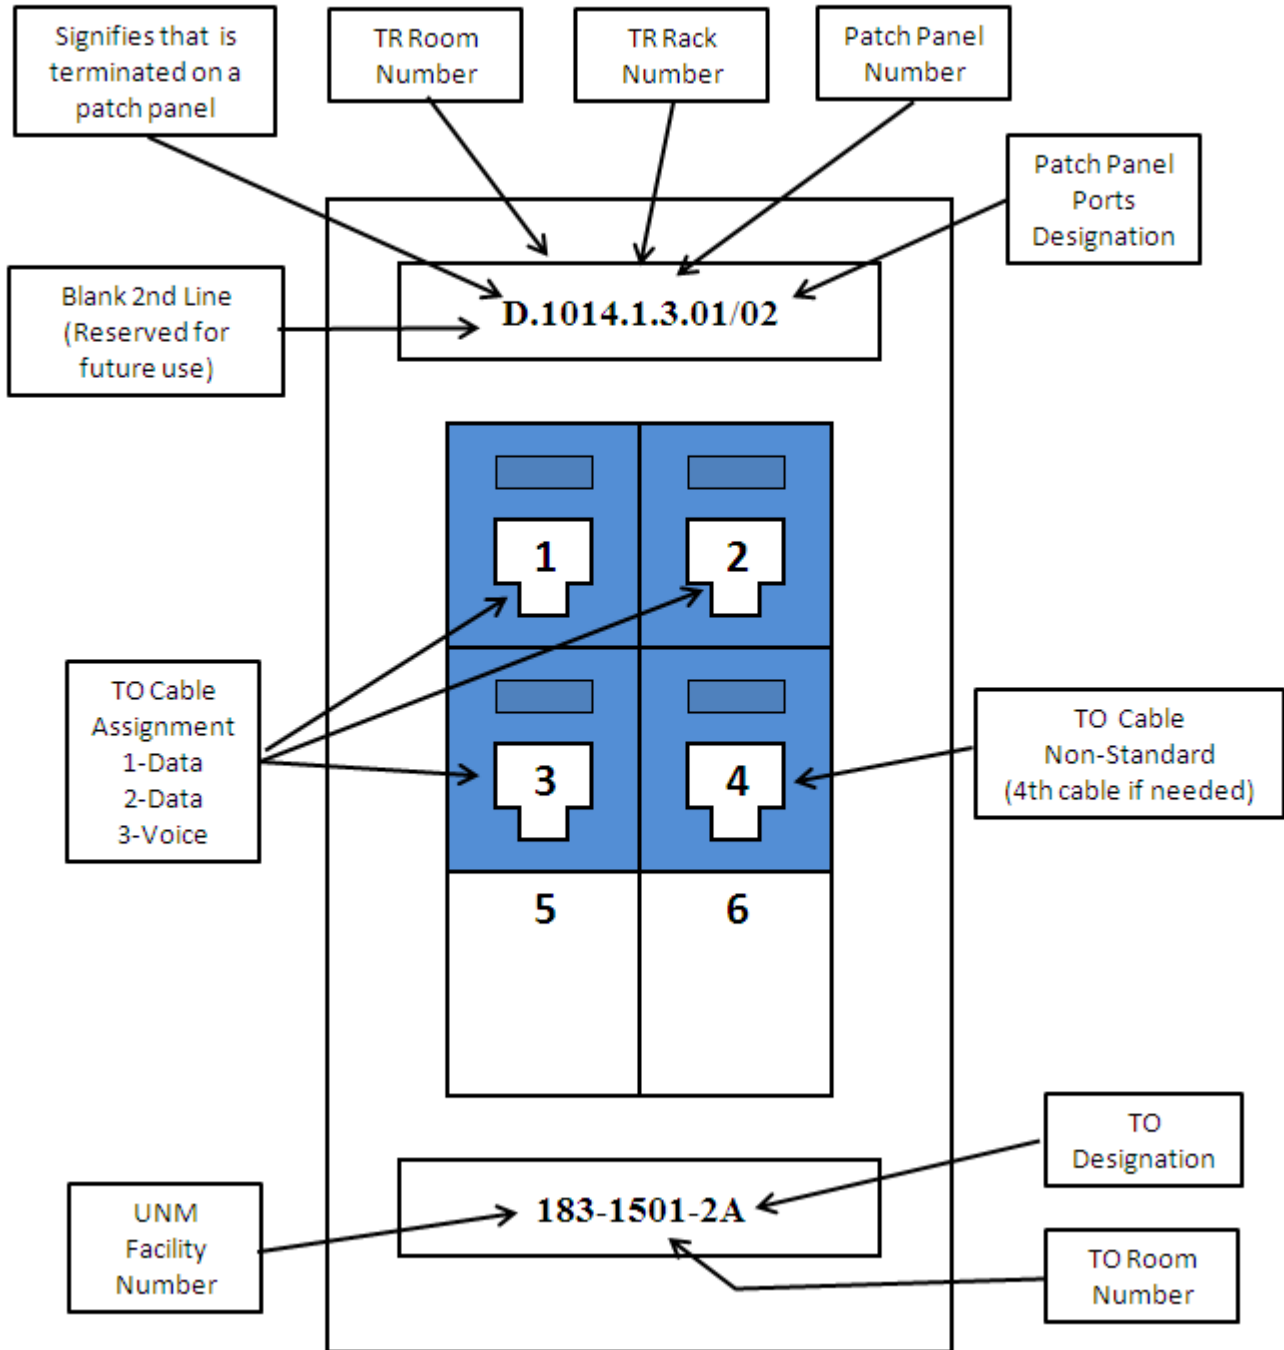 Signifies that is
terminated on a
patch panel
TR Room
Number
TR Rack
Number
Patch Panel
Number
Patch Panel
Ports
Designation
Blank 2nd Line
(Reserved for
future use)
D.1014.1.3.01/02
1
2
3
4
5
6
TO Cable
Assignment
1-Data
2-Data
3-Voice
TO Cable
Non-Standard
(4th cable if needed)
183-1501-2A
TO
Designation
UNM
Facility
Number
TO Room
Number